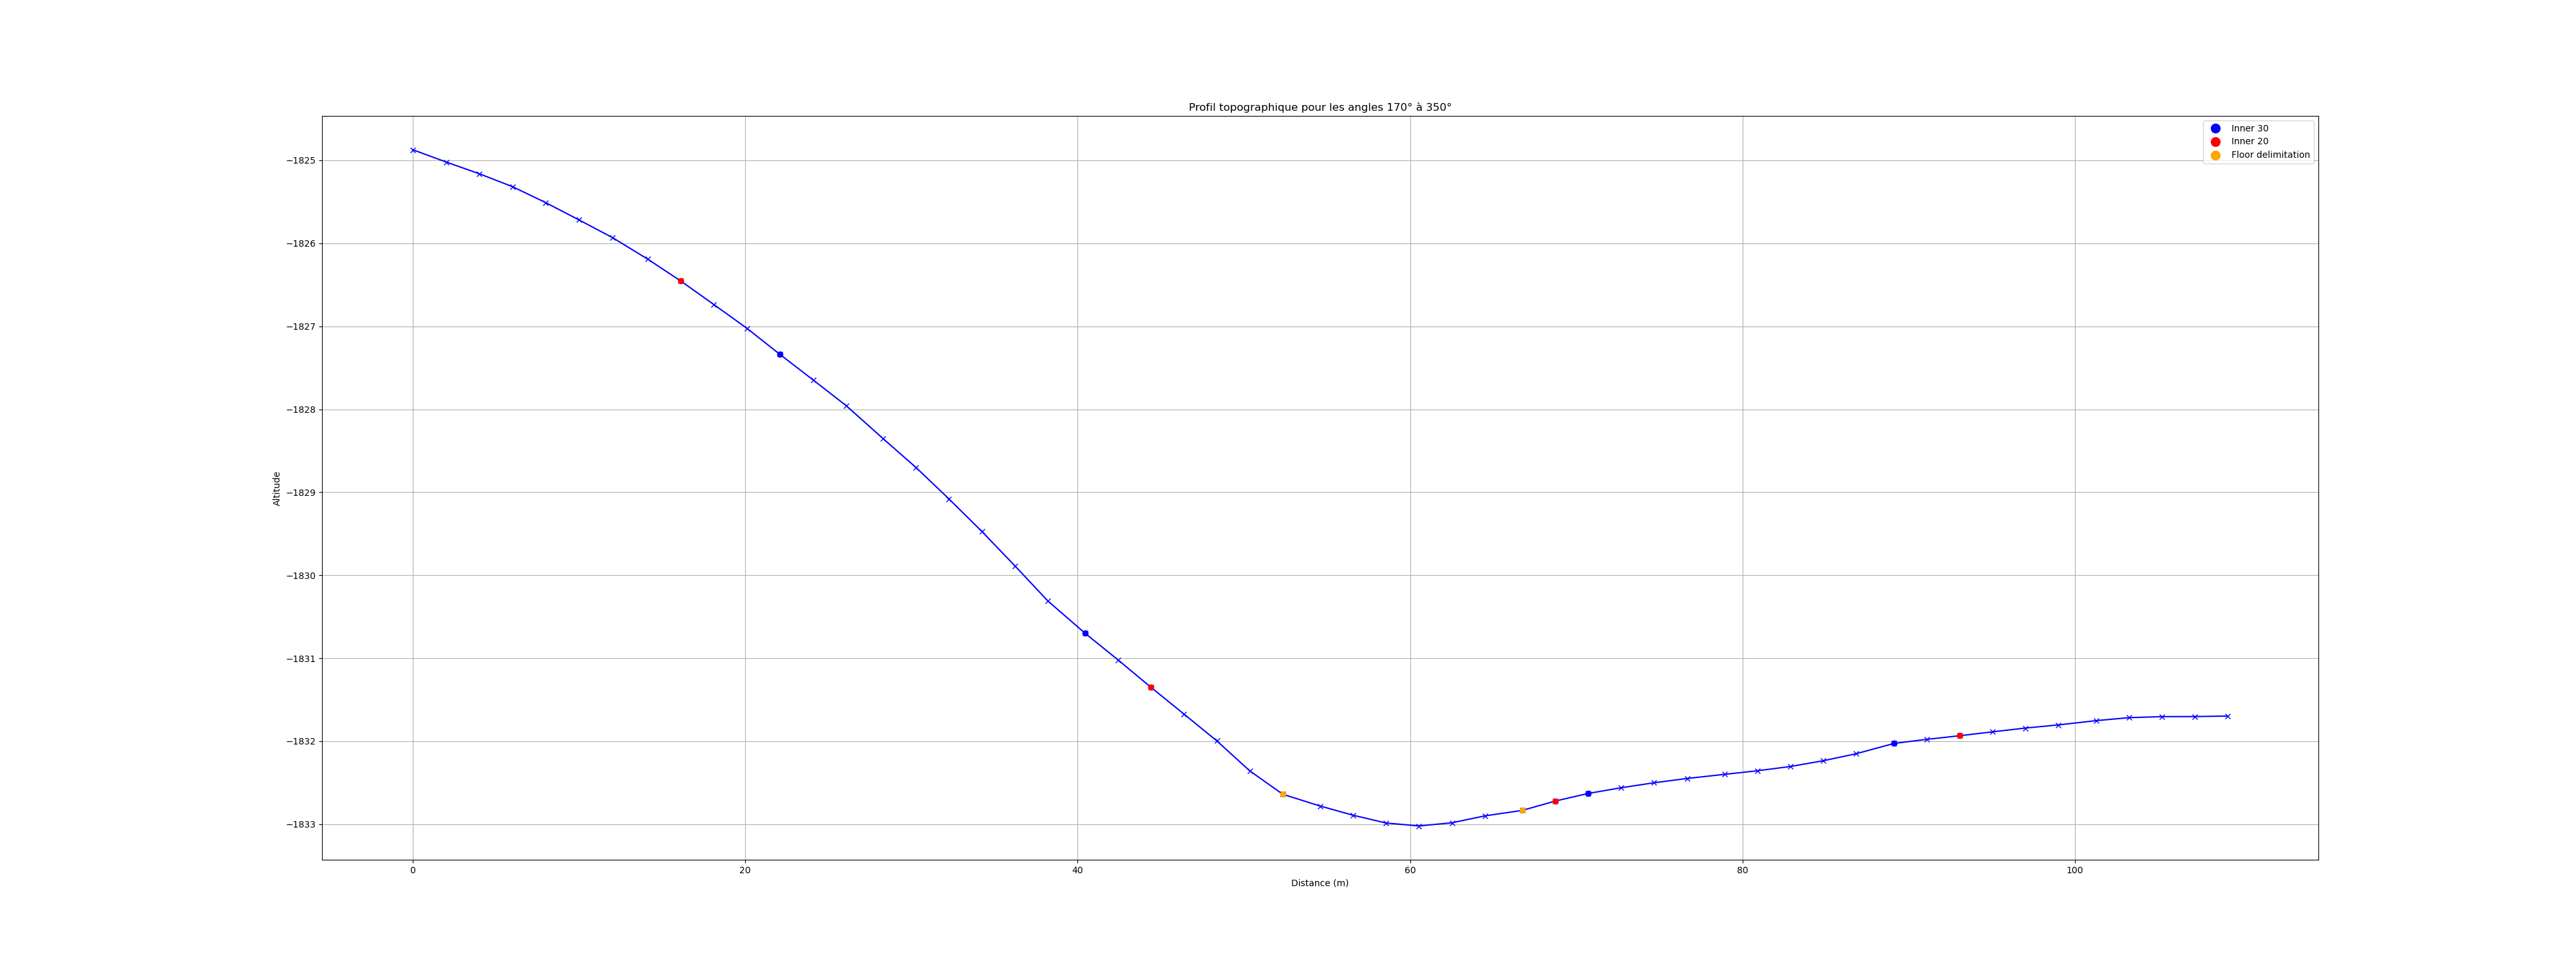 Profil topographique pour les angles 170° à 350°
Inner 30
Inner 20
Floor delimitation
−1825
−1826
−1827
−1828
−1829
−1830
−1831
−1832
−1833
Altitude
0 20 40 60 80 100
Distance (m)